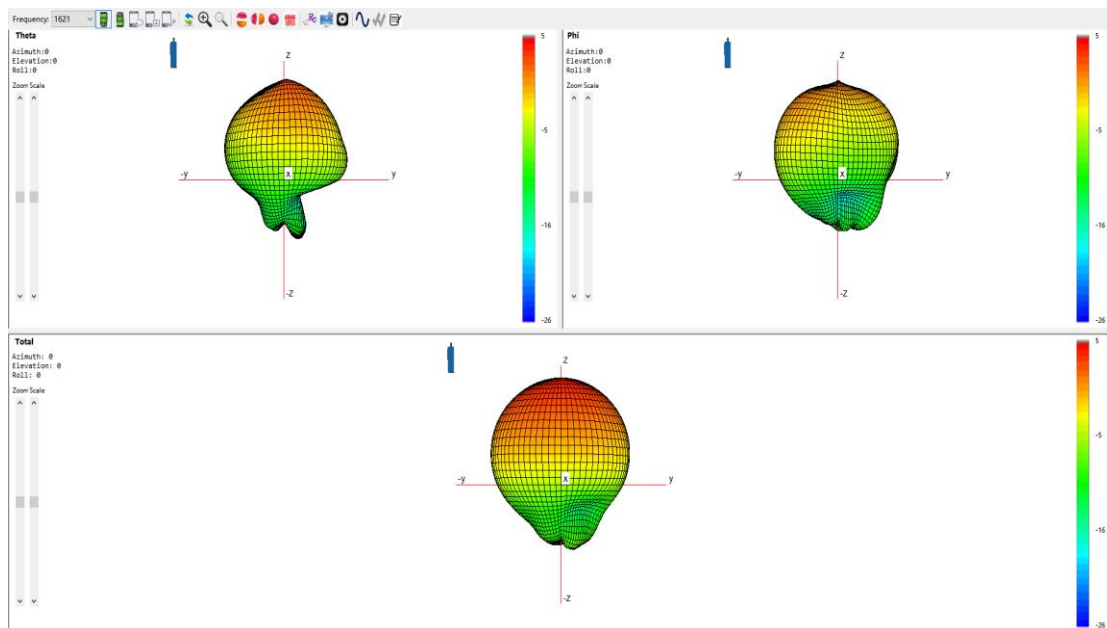 Frequency: 1621
Theta
Azimuth:0
Elevation:0
Roll:0
Zoom Scale
Z
-y
X
y
-Z
5
-5
-16
-26
Phi
Azimuth:0
Elevation:0
Roll:0
Zoom Scale
Z
-y
X
y
-Z
5
-5
-16
-26
Total
Azimuth: 0
Elevation: 0
Roll: 0
Zoom Scale
Z
-y
X
y
-Z
5
-5
-16
-26